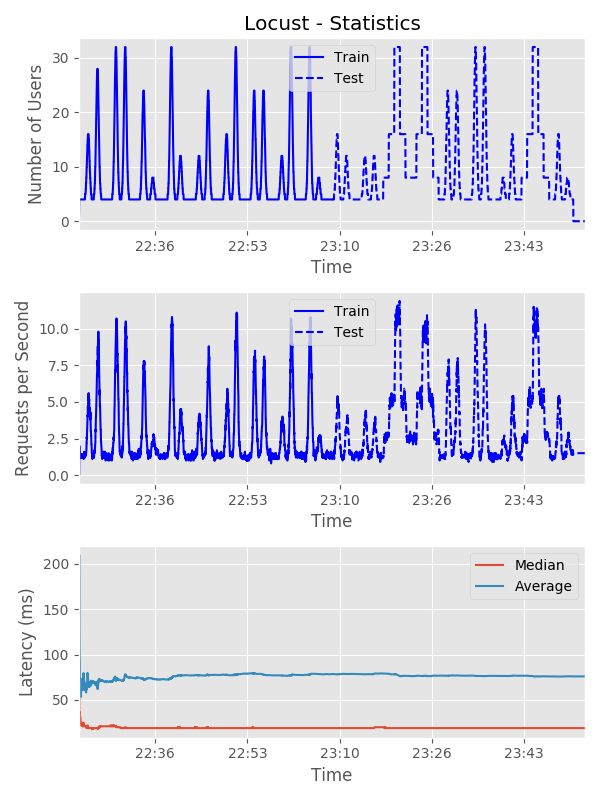 Locust - Statistics
Number of Users
30
20
10
0
Train
Test
22:36 22:53 23:10 23:26 23:43
Time
Requests per Second
10.0
7.5
5.0
2.5
0.0
Train
Test
22:36 22:53 23:10 23:26 23:43
Time
Latency (ms)
200
150
100
50
Median
Average
22:36 22:53 23:10 23:26 23:43
Time